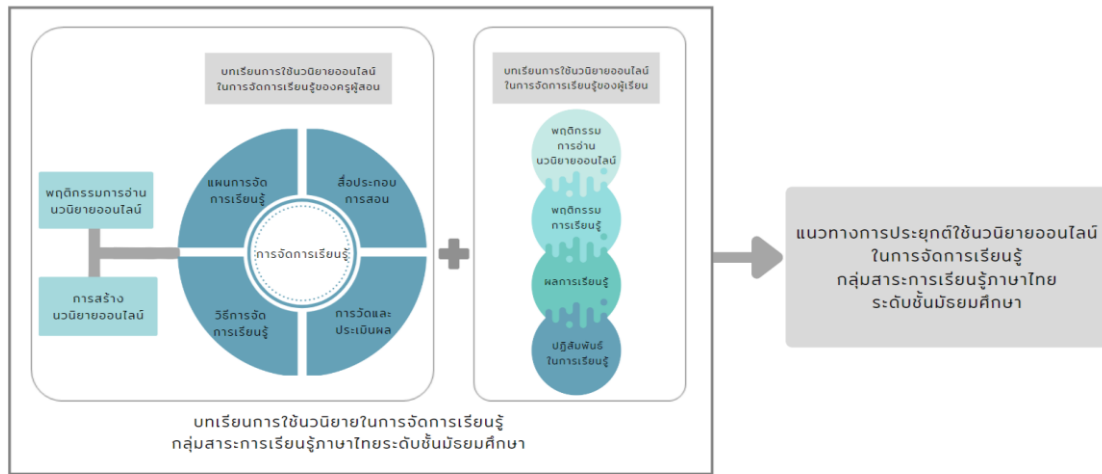 บทเรียนการใช้นวนิยายออนไลน์
ในการจัดการเรียนรู้ของครูผู้สอน
พฤติกรรมการอ่าน
นวนิยายออนไลน์
การสร้าง
นวนิยายออนไลน์
แผนการจัด
การเรียนรู้
สื่อประกอบ
การสอน
การจัดการเรียนรู้
วิธีการจัด
การเรียนรู้
การวัดและ
ประเมินผล
บทเรียนการใช้นวนิยายออนไลน์
ในการจัดการเรียนรู้ของผู้เรียน
พฤติกรรม
การอ่าน
นวนิยายออนไลน์
พฤติกรรม
การเรียนรู้
ผลการเรียนรู้
ปฏิสัมพันธ์
ในการเรียนรู้
บทเรียนการใช้นวนิยายในการจัดการเรียนรู้
กลุ่มสาระการเรียนรู้ภาษาไทยระดับชั้นมัธยมศึกษา
แนวทางการประยุกต์ใช้นวนิยายออนไลน์
ในการจัดการเรียนรู้
กลุ่มสาระการเรียนรู้ภาษาไทย
ระดับชั้นมัธยมศึกษา